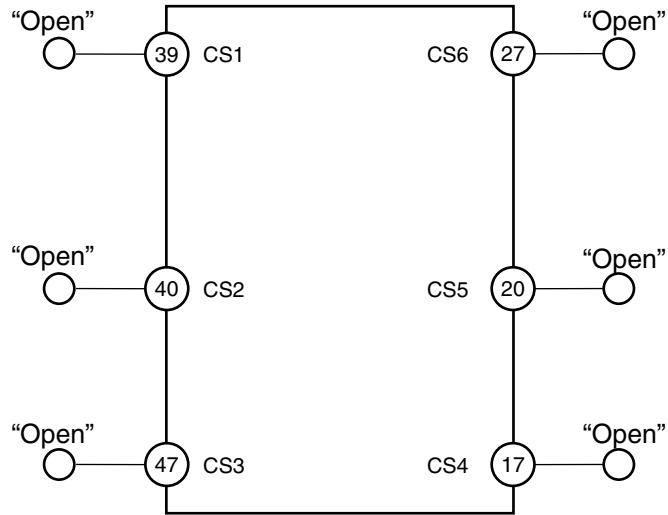 “Open” “Open”
39 CS1 CS6 27
“Open” “Open”
40 CS2 CS5 20
“Open” “Open”
47 CS3 CS4 17